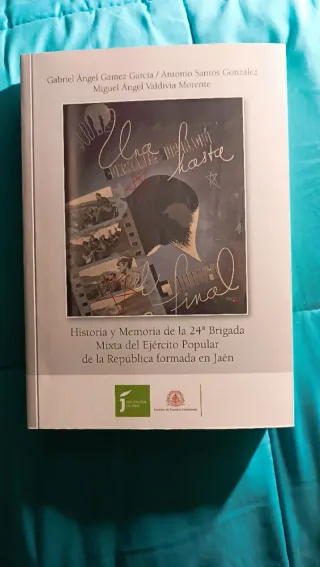 Gabriel Ángel Gamez García / Antonio Santos González
Miguel Ángel Valdivia Morente
Una
hasta
el
final
Historia y Memoria de la 24ª Brigada
Mixta del Ejército Popular
de la República formada en Jaén